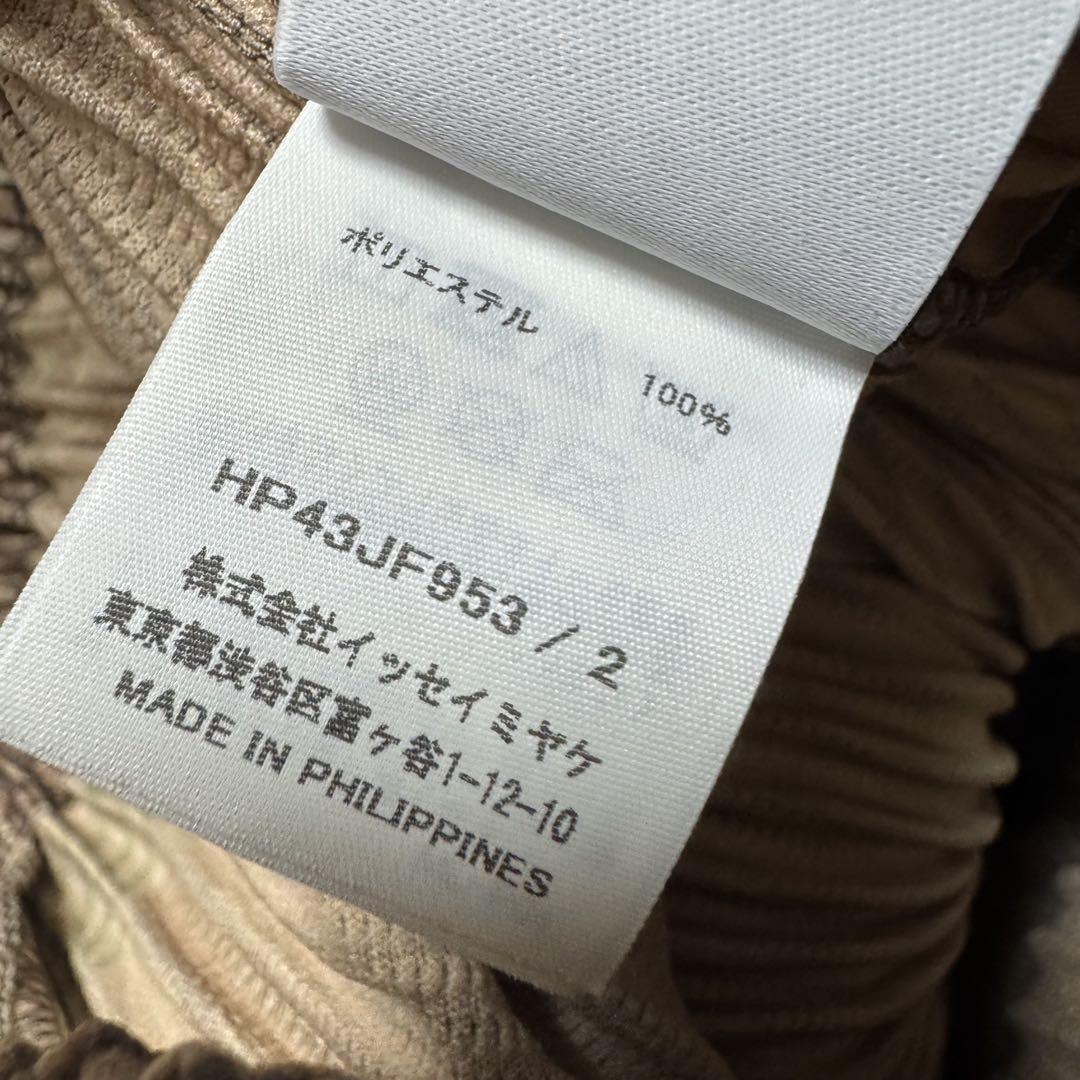 ポリエステル 100%
HP43JF953 / 2
株式会社イッセイミヤケ
東京都渋谷区富ケ谷1-12-10
MADE IN PHILIPPINES